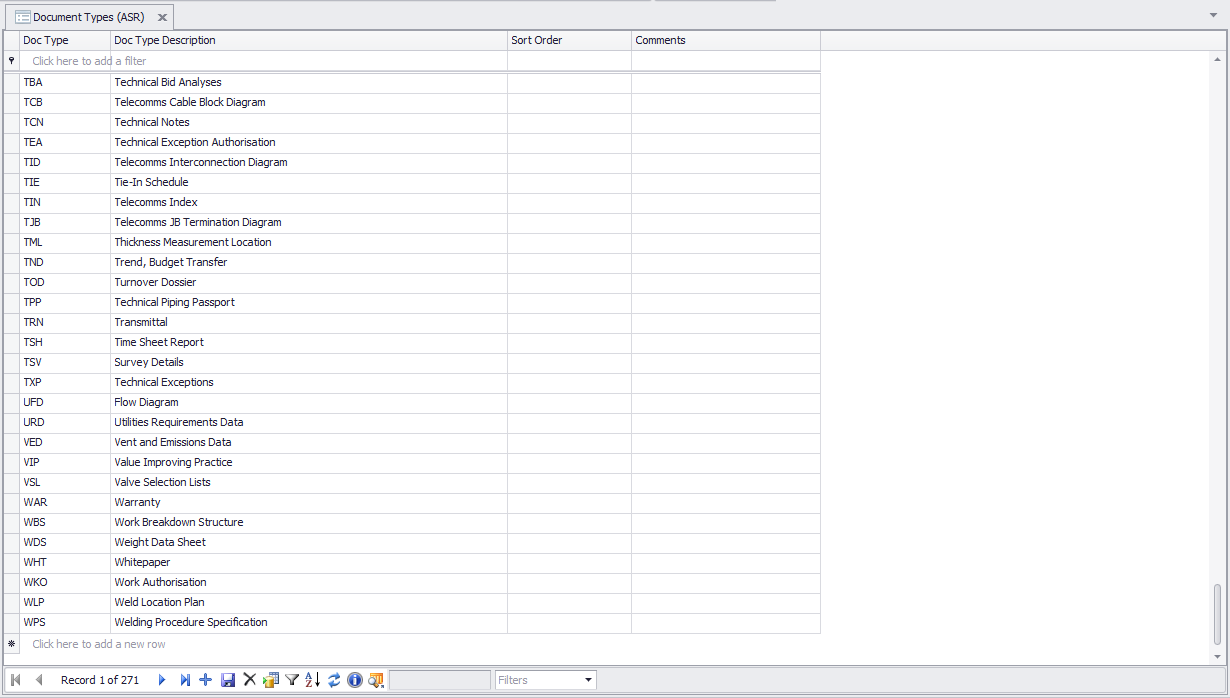 Document Types (ASR)
Doc Type Doc Type Description Sort Order Comments
Click here to add a filter
TBA Technical Bid Analyses
TCB Telecomms Cable Block Diagram
TCN Technical Notes
TEA Technical Exception Authorisation
TID Telecomms Interconnection Diagram
TIE Tie-In Schedule
TIN Telecomms Index
TJB Telecomms JB Termination Diagram
TML Thickness Measurement Location
TND Trend, Budget Transfer
TOD Turnover Dossier
TPP Technical Piping Passport
TRN Transmittal
TSH Time Sheet Report
TSV Survey Details
TXP Technical Exceptions
UFD Flow Diagram
URD Utilities Requirements Data
VED Vent and Emissions Data
VIP Value Improving Practice
VSL Valve Selection Lists
WAR Warranty
WBS Work Breakdown Structure
WDS Weight Data Sheet
WHT Whitepaper
WKO Work Authorisation
WLP Weld Location Plan
WPS Welding Procedure Specification
Click here to add a new row
Record 1 of 271 Filters